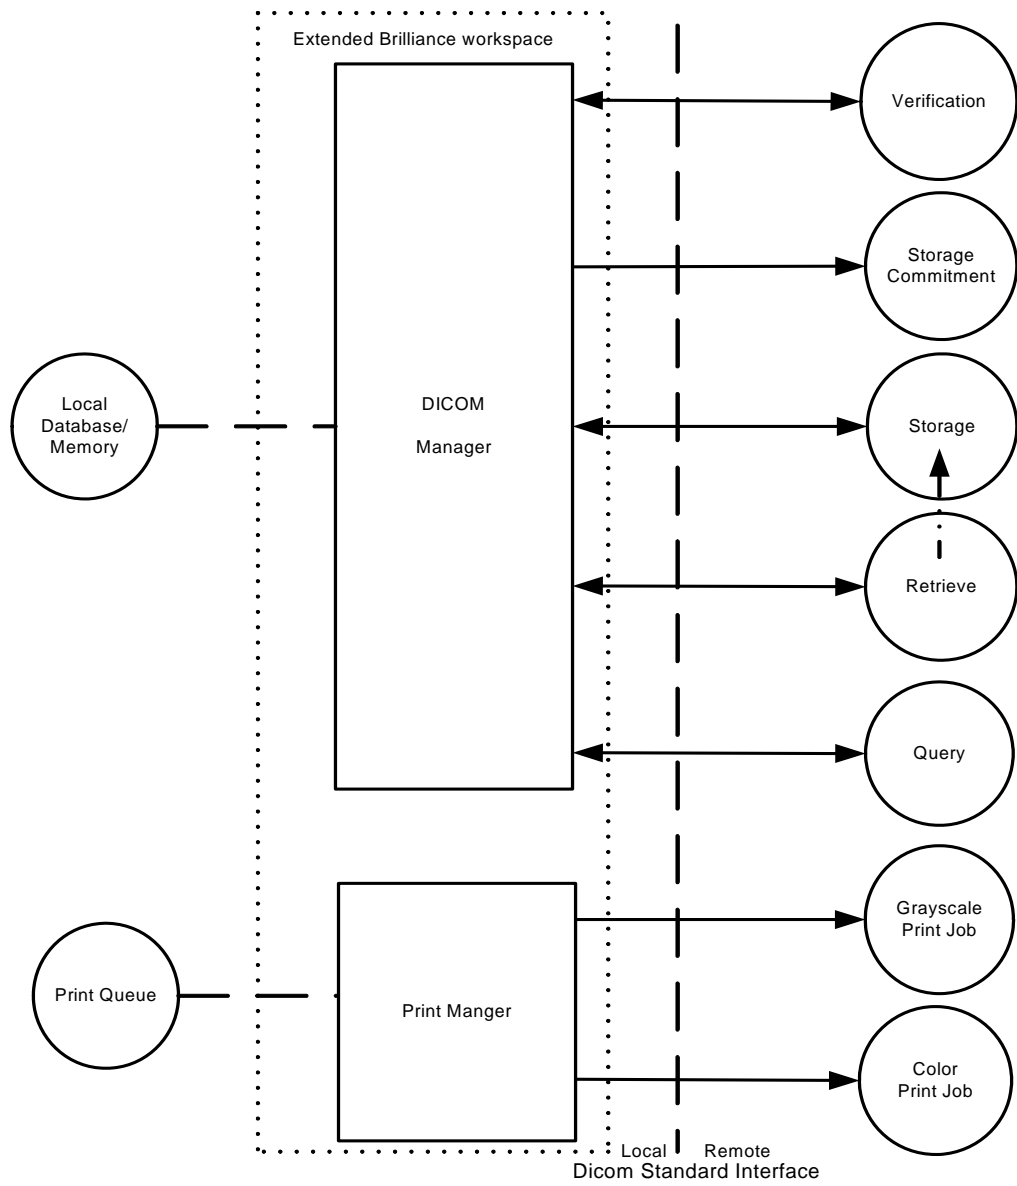 Extended Brilliance workspace
Verification
Storage
Commitment
Local
Database/
Memory
DICOM
Manager
Storage
Retrieve
Query
Grayscale
Print Job
Print Queue
Print Manger
Color
Print Job
Local Remote
Dicom Standard Interface